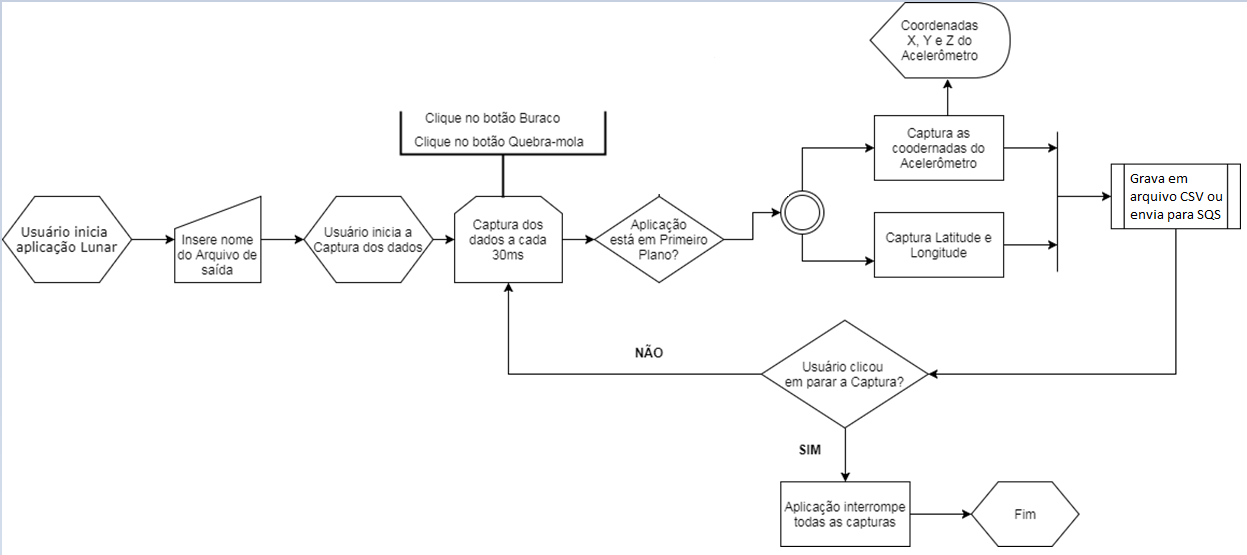 Coordenadas
X, Y e Z do
Acelerômetro
Clique no botão Buraco
Clique no botão Quebra-mola
Captura as
coodernadas do
Acelerômetro
Grava em
arquivo CSV ou
envia para SQS
Usuário inicia
aplicação Lunar
Insere nome
do Arquivo de
saída
Usuário inicia a
Captura dos dados
Captura dos
dados a cada
30ms
Aplicação
está em Primeiro
Plano?
Captura Latitude e
Longitude
NÃO
Usuário clicou
em parar a Captura?
SIM
Aplicação interrompe
todas as capturas
Fim